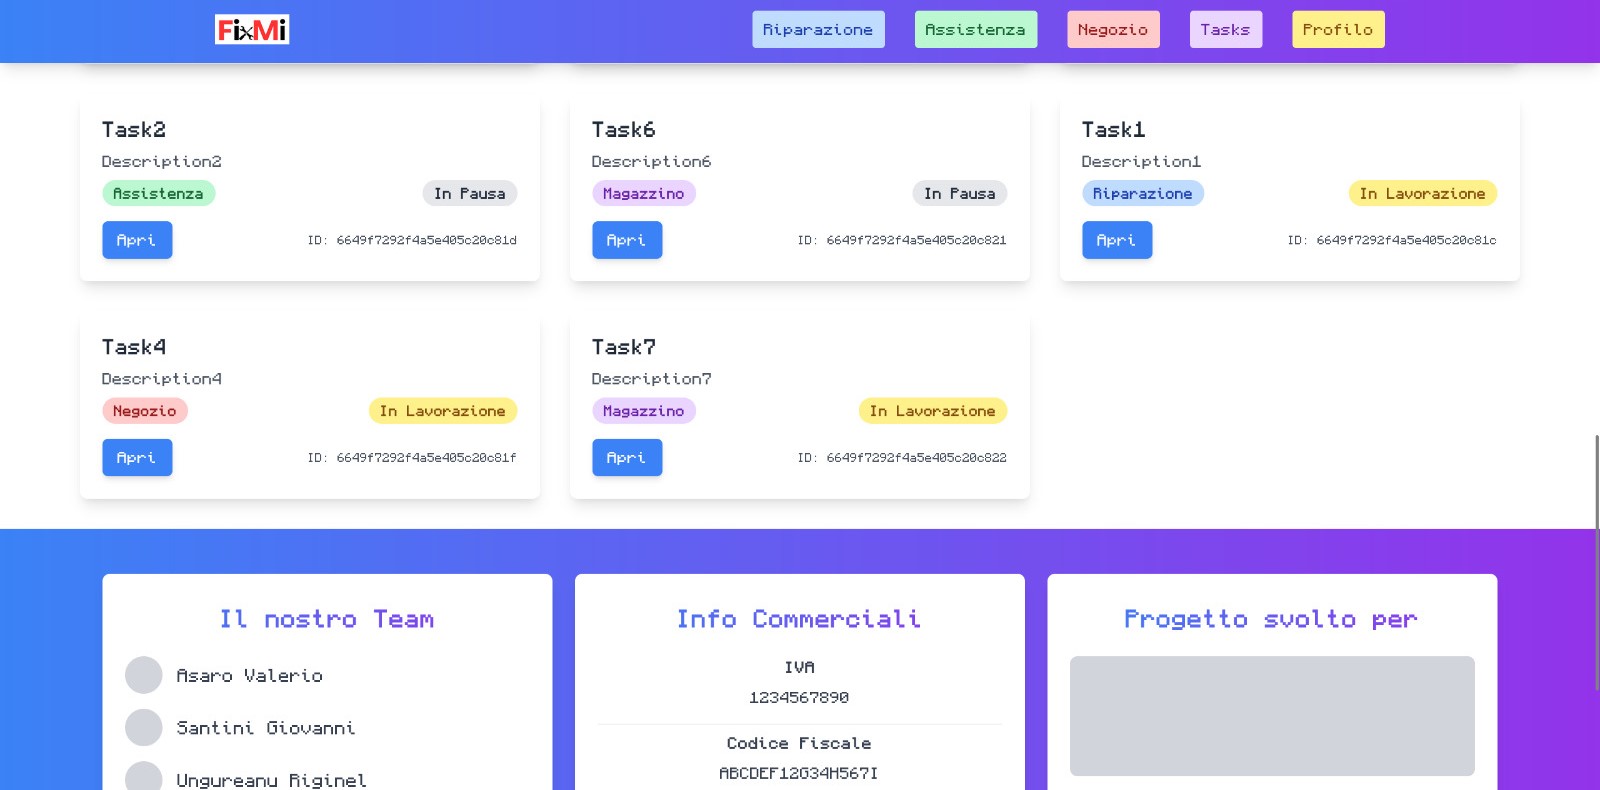 FixMi
Riparazione
Assistenza
Negozio
Tasks
Profilo
Task2
Description2
Assistenza
In Pausa
Apri
ID: 6649f7292f4a5e405c20c81d
Task6
Description6
Magazzino
In Pausa
Apri
ID: 6649f7292f4a5e405c20c821
Task1
Description1
Riparazione
In Lavorazione
Apri
ID: 6649f7292f4a5e405c20c81c
Task4
Description4
Negozio
In Lavorazione
Apri
ID: 6649f7292f4a5e405c20c81f
Task7
Description7
Magazzino
In Lavorazione
Apri
ID: 6649f7292f4a5e405c20c822
Il nostro Team
Asaro Valerio
Santini Giovanni
Ungureanu Riginel
Info Commerciali
IVA
1234567890
Codice Fiscale
ABCDEF12G34H567I
Progetto svolto per